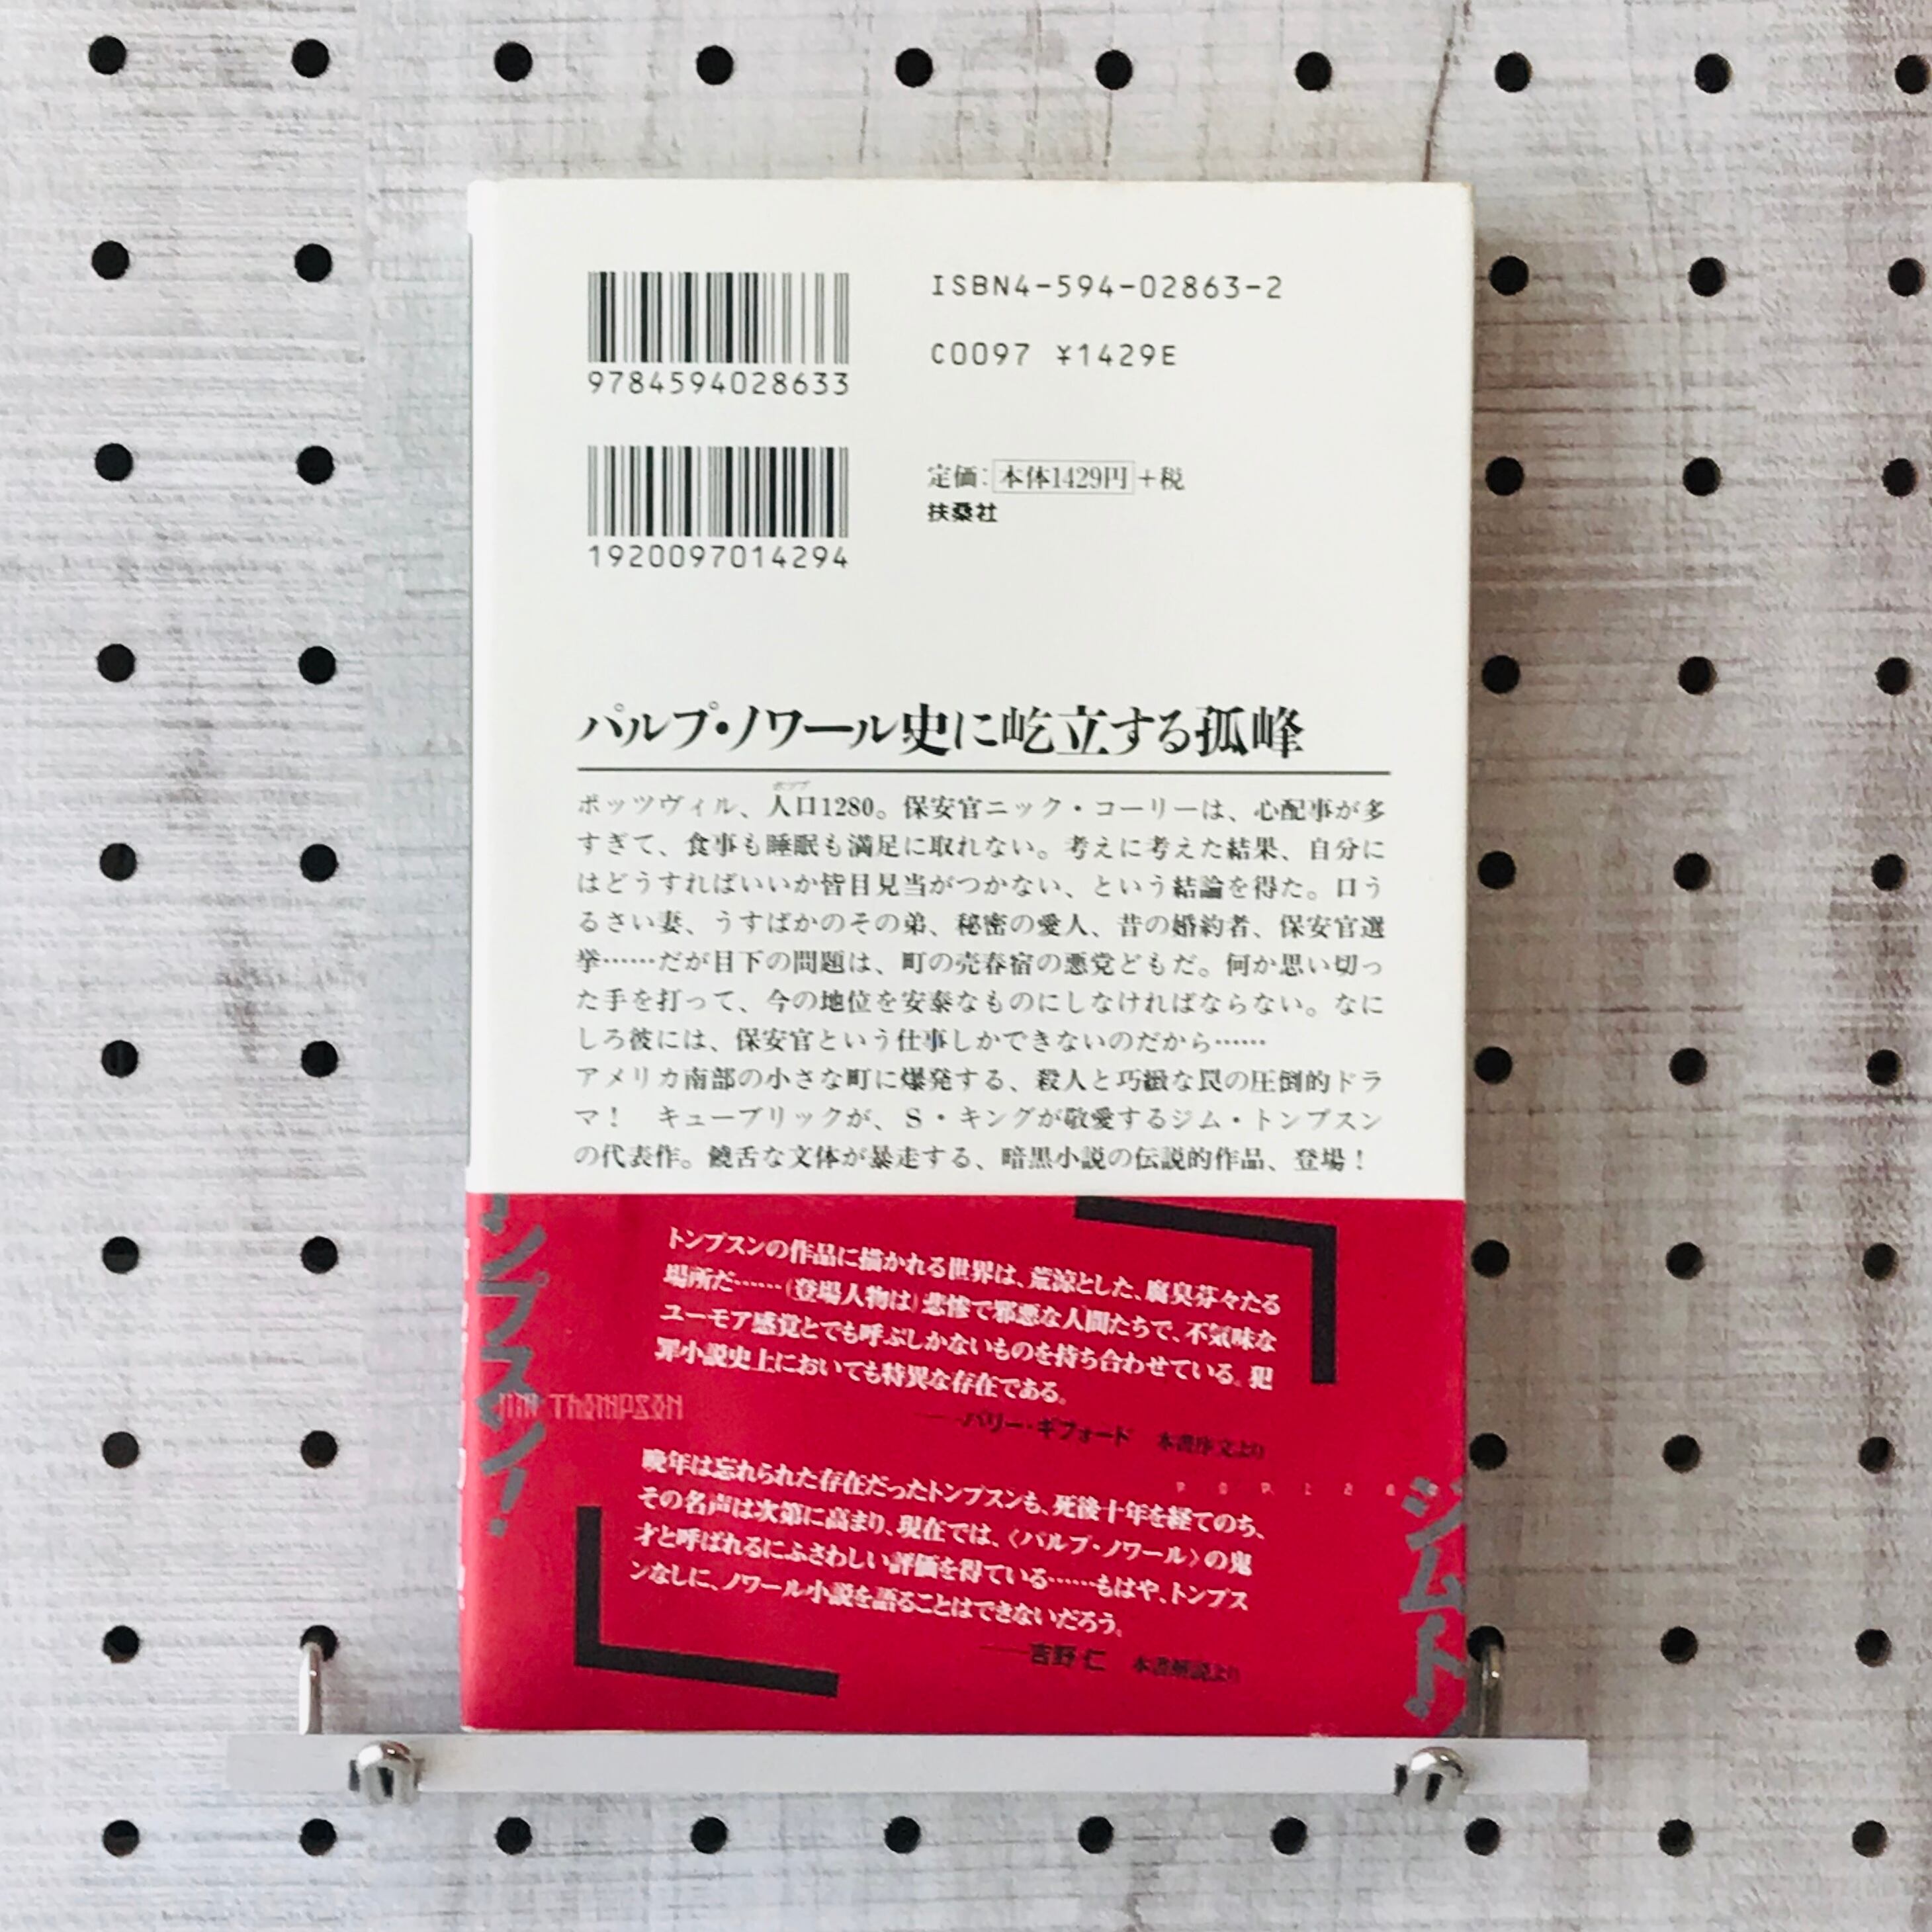 9784594028633
ISBN4-594-02863-2
C0097 ¥1429E
1920097014294
定価:本体1429円+税
扶桑社
パルプ・ノワール史に屹立する孤峰
ポップ
ポッツヴィル、人口1280。保安官ニック・コーリーは、心配事が多
すぎて、食事も睡眠も満足に取れない。考えに考えた結果、自分に
はどうすればいいか皆目見当がつかない、という結論を得た。口う
るさい妻、うすばかのその弟、秘密の愛人、昔の婚約者、保安官選
挙……だが目下の問題は、町の売春宿の悪党どもだ。何か思い切っ
た手を打って、今の地位を安泰なものにしなければならない。なに
しろ彼には、保安官という仕事しかできないのだから……
アメリカ南部の小さな町に爆発する、殺人と巧緻な罠の圧倒的ドラ
マ！ キューブリックが、S・キングが敬愛するジム・トンプスン
の代表作。饒舌な文体が暴走する、暗黒小説の伝説的作品、登場！
トンプスンの作品に描かれる世界は、荒涼とした、腐臭芬々たる
場所だ……(登場人物は)悲惨で邪悪な人間たちで、不気味な
ユーモア感覚とでも呼ぶしかないものを持ち合わせている。犯
罪小説史上においても特異な存在である。
――バリー・ギフォード 本書序文より
JIM THOMPSON
晩年は忘れられた存在だったトンプスンも、死後十年を経てのち、
その名声は次第に高まり、現在では、〈パルプ・ノワール〉の鬼
才と呼ばれるにふさわしい評価を得ている……もはや、トンプス
ンなしに、ノワール小説を語ることはできないだろう。
――吉野仁 本書解説より
トンプスン！
ジム・ト